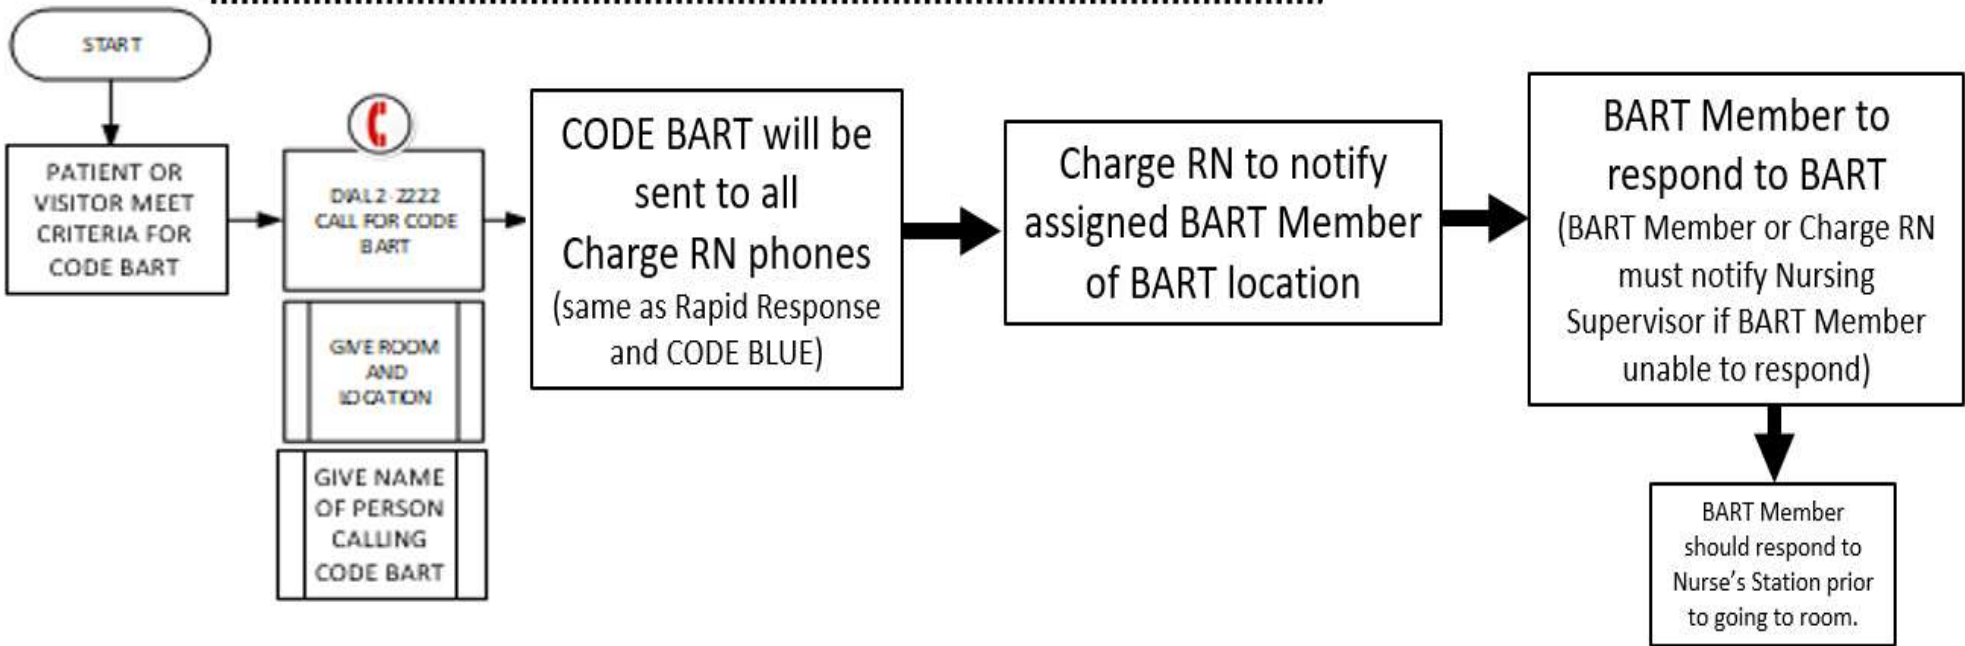 START
PATIENT OR
VISITOR MEET
CRITERIA FOR
CODE BART
DIAL 2-2222
CALL FOR CODE
BART
GIVE ROOM
AND
LOCATION
GIVE NAME
OF PERSON
CALLING
CODE BART
CODE BART will be
sent to all
Charge RN phones
(same as Rapid Response
and CODE BLUE)
Charge RN to notify
assigned BART Member
of BART location
BART Member to
respond to BART
(BART Member or Charge RN
must notify Nursing
Supervisor if BART Member
unable to respond)
BART Member
should respond to
Nurse’s Station prior
to going to room.